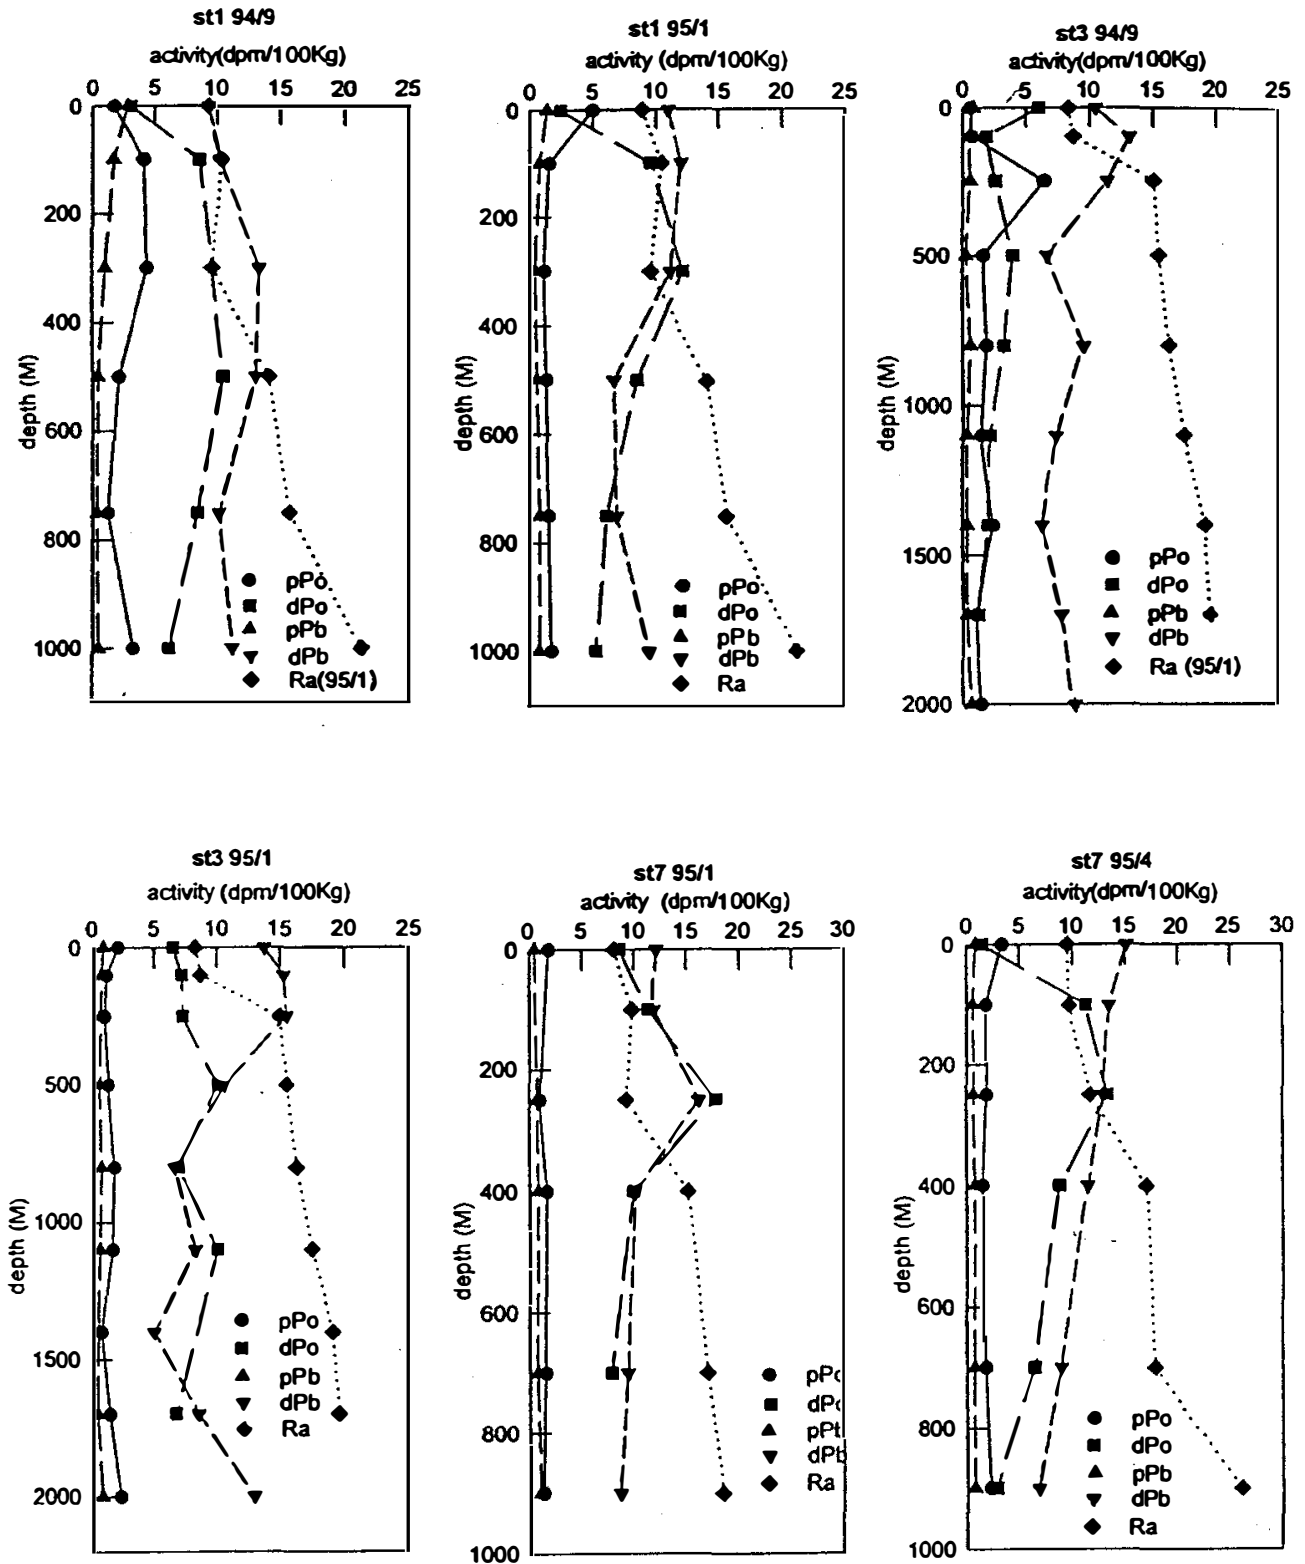 st1 94/9
activity(dpm/100Kg)
0 5 10 15 20 25
0
200
400
600
800
1000
depth (M)
pPo
dPo
pPb
dPb
Ra(95/1)
st1 95/1
activity (dpm/100Kg)
0 5 10 15 20 25
0
200
400
600
800
1000
depth (M)
pPo
dPo
pPb
dPb
Ra
st3 94/9
activity(dpm/100Kg)
0 5 10 15 20 25
0
500
1000
1500
2000
depth (M)
pPo
dPo
pPb
dPb
Ra (95/1)
st3 95/1
activity (dpm/100Kg)
0 5 10 15 20 25
0
500
1000
1500
2000
depth (M)
pPo
dPo
pPb
dPb
Ra
st7 95/1
activity (dpm/100Kg)
0 5 10 15 20 25 30
0
200
400
600
800
1000
depth (M)
pPo
dPo
pPb
dPb
Ra
st7 95/4
activity(dpm/100Kg)
0 5 10 15 20 25 30
0
200
400
600
800
1000
depth (M)
pPo
dPo
pPb
dPb
Ra